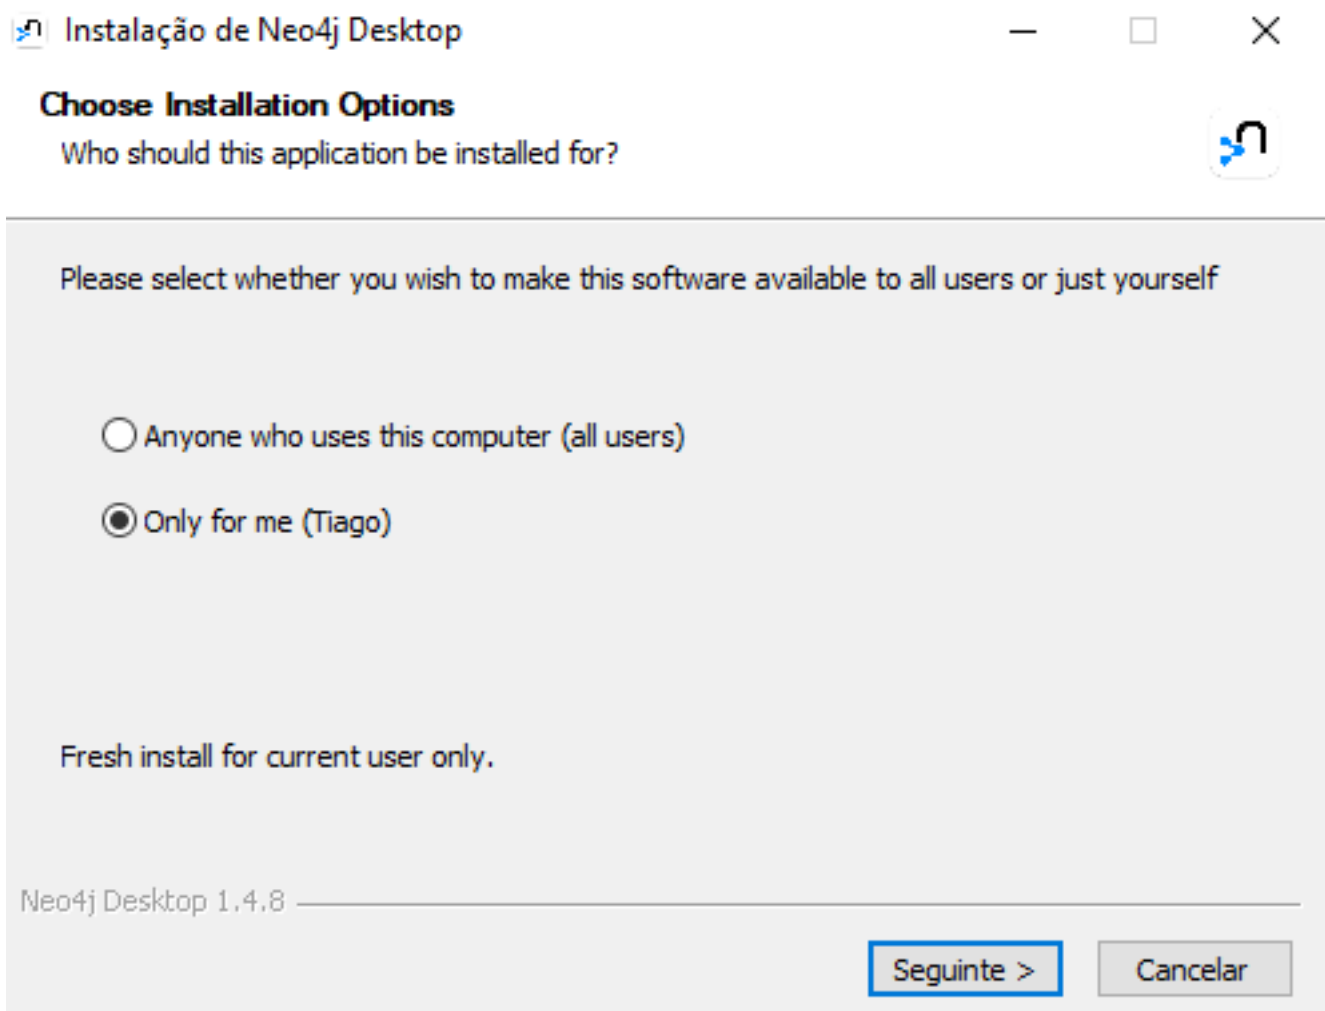 Instalação de Neo4j Desktop
Choose Installation Options
Who should this application be installed for?
Please select whether you wish to make this software available to all users or just yourself
Anyone who uses this computer (all users)
Only for me (Tiago)
Fresh install for current user only.
Neo4j Desktop 1.4.8
Seguinte >
Cancelar